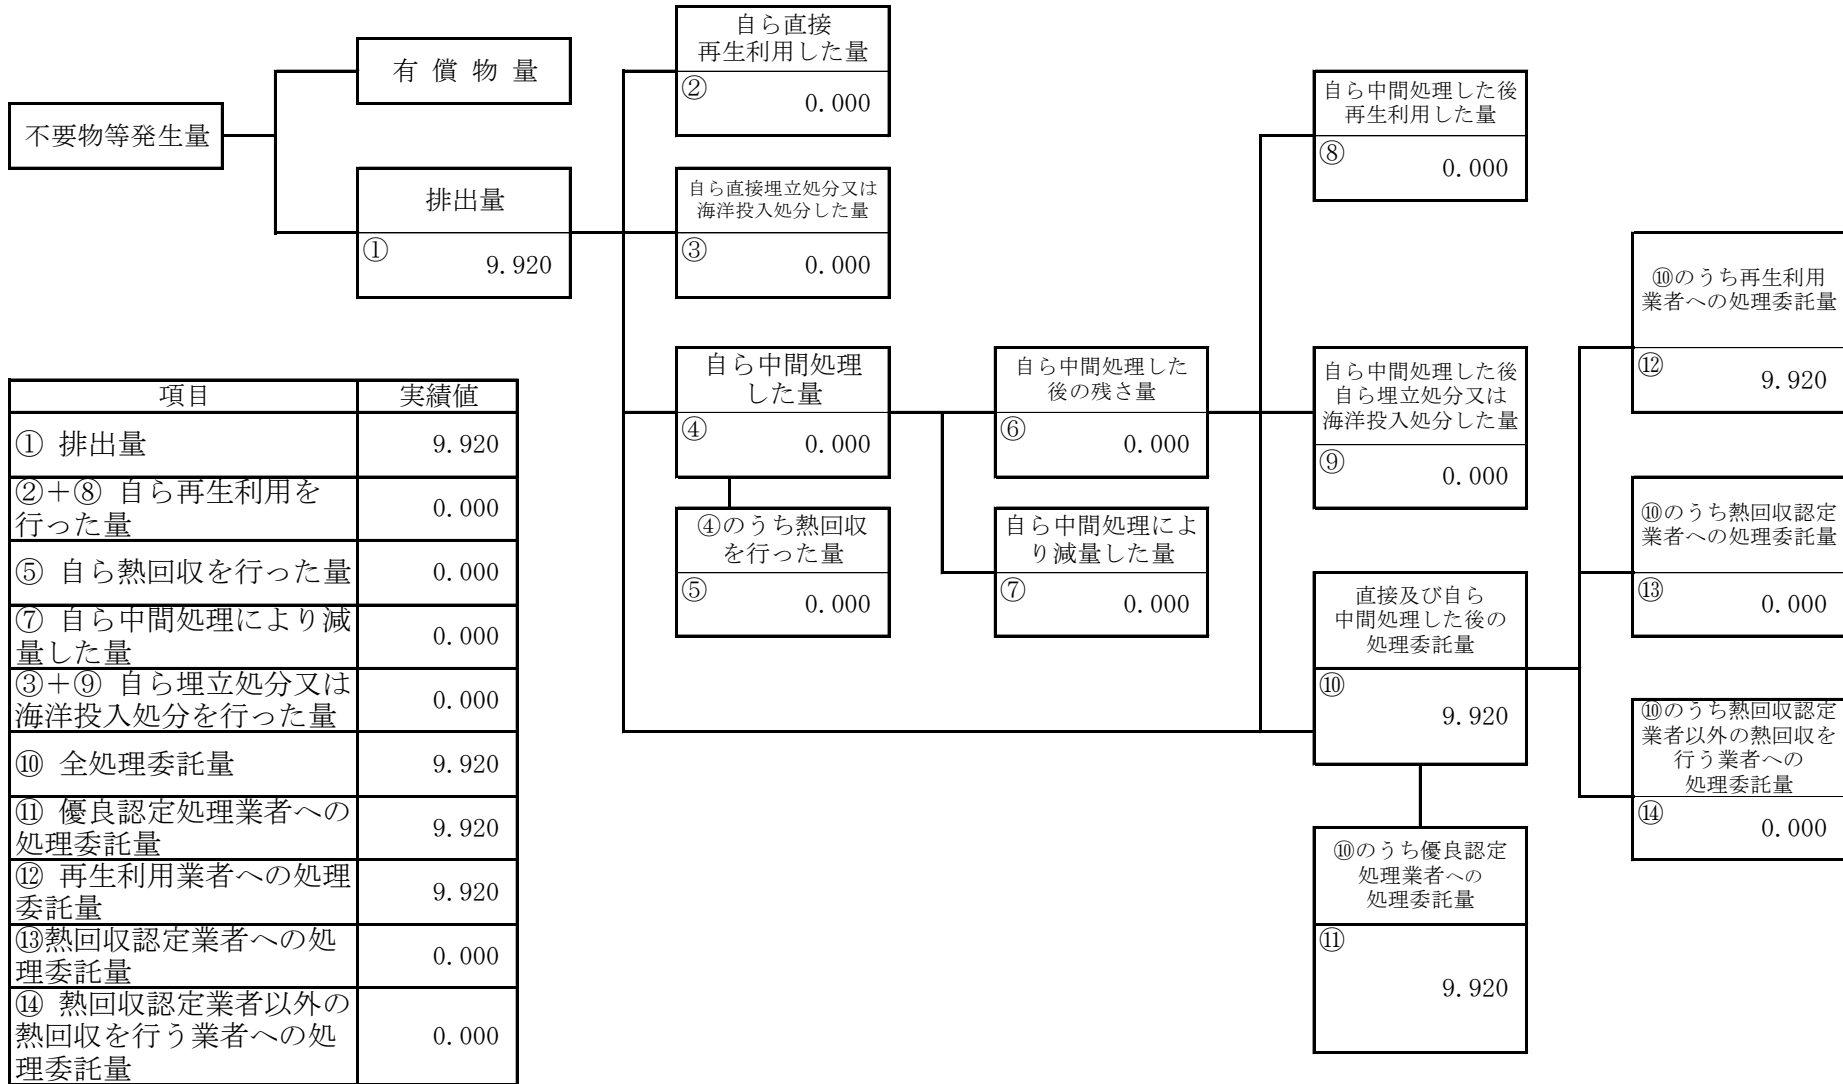 不要物等発生量
有 償 物 量
排出量
①
9.920
自ら直接
再生利用した量
②
0.000
自ら直接埋立処分又は
海洋投入処分した量
③
0.000
自ら中間処理
した量
④
0.000
④のうち熱回収
を行った量
⑤
0.000
自ら中間処理した
後の残さ量
⑥
0.000
自ら中間処理によ
り減量した量
⑦
0.000
自ら中間処理した後
再生利用した量
⑧
0.000
自ら中間処理した後
自ら埋立処分又は
海洋投入処分した量
⑨
0.000
直接及び自ら
中間処理した後の
処理委託量
⑩
9.920
⑩のうち優良認定
処理業者への
処理委託量
⑪
9.920
⑩のうち再生利用
業者への処理委託量
⑫
9.920
⑩のうち熱回収認定
業者への処理委託量
⑬
0.000
⑩のうち熱回収認定
業者以外の熱回収を
行う業者への
処理委託量
⑭
0.000
項目 実績値
① 排出量 9.920
②＋⑧ 自ら再生利用を
行った量 0.000
⑤ 自ら熱回収を行った量 0.000
⑦ 自ら中間処理により減
量した量 0.000
③＋⑨ 自ら埋立処分又は
海洋投入処分を行った量 0.000
⑩ 全処理委託量 9.920
⑪ 優良認定処理業者への
処理委託量 9.920
⑫ 再生利用業者への処理
委託量 9.920
⑬熱回収認定業者への処
理委託量 0.000
⑭ 熱回収認定業者以外の
熱回収を行う業者への処
理委託量 0.000